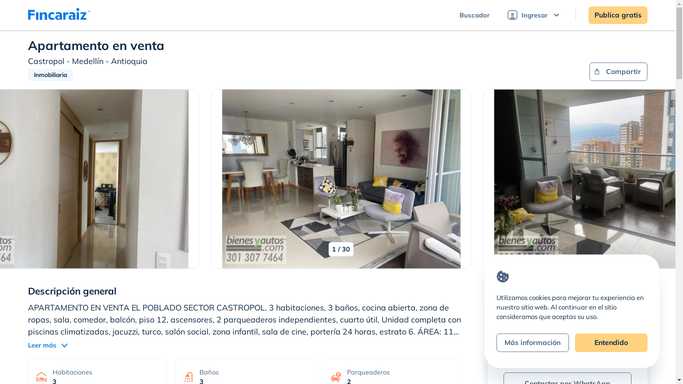 Fincaraiz
Buscador
Ingresar
Publica gratis
Apartamento en venta
Castropol - Medellín - Antioquia
Inmobiliaria
Compartir
bienesyautos
.com
301 307 7464
1 / 30
bienesyautos
.com
301 307 7464
Descripción general
APARTAMENTO EN VENTA EL POBLADO SECTOR CASTROPOL, 3 habitaciones, 3 baños, cocina abierta, zona de
ropas, sala, comedor, balcón, piso 12, ascensores, 2 parqueaderos independientes, cuarto útil, Unidad completa con
piscinas climatizadas, jacuzzi, turco, salón social, zona infantil, sala de cine, portería 24 horas, estrato 6. ÁREA: 11...
Leer más
Habitaciones
3
Baños
3
Parqueaderos
2
Utilizamos cookies para mejorar tu experiencia en
nuestro sitio web. Al continuar en el sitio
consideramos que aceptas su uso.
Más información
Entendido
Contactar por WhatsApp